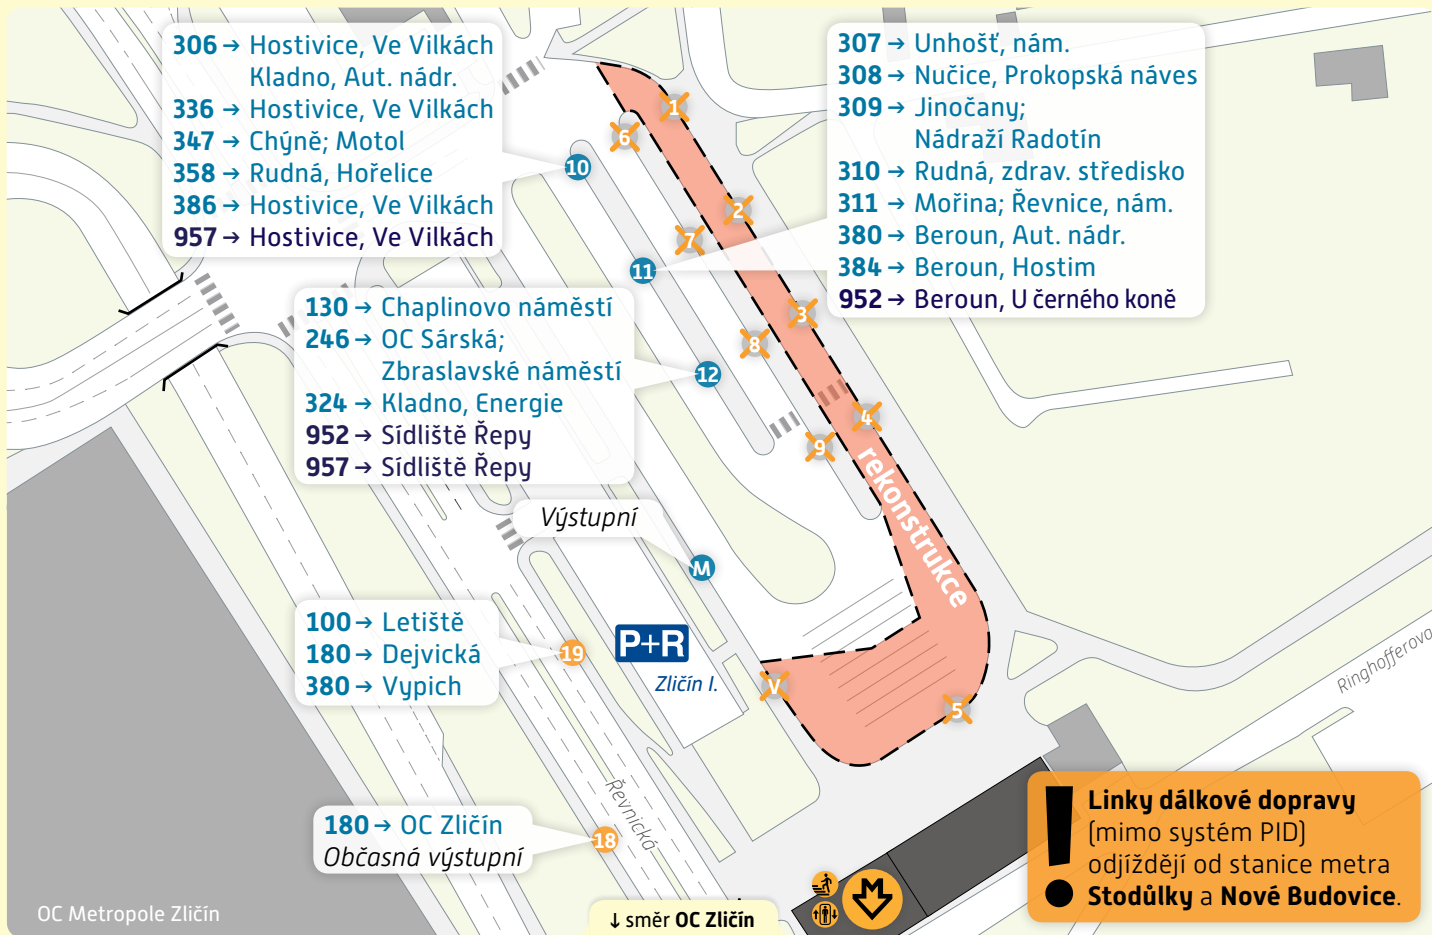 306 → Hostivice, Ve Vilkách
Kladno, Aut. nádr.
336 → Hostivice, Ve Vilkách
347 → Chýně; Motol
358 → Rudná, Hořelice
386 → Hostivice, Ve Vilkách
957 → Hostivice, Ve Vilkách
307 → Unhošť, nám.
308 → Nučice, Prokopská náves
309 → Jinočany;
Nádraží Radotín
310 → Rudná, zdrav. středisko
311 → Mořina; Řevnice, nám.
380 → Beroun, Aut. nádr.
384 → Beroun, Hostim
952 → Beroun, U černého koně
1
6
10
2
7
11
3
8
12
4
9
130 → Chaplinovo náměstí
246 → OC Sárská;
Zbraslavské náměstí
324 → Kladno, Energie
952 → Sídliště Řepy
957 → Sídliště Řepy
rekonstrukce
Výstupní
M
100 → Letiště
180 → Dejvická
380 → Vypich
19
P+R
Zličín I.
V
5
Ringhofferova
Řevnická
180 → OC Zličín
Občasná výstupní
18
! Linky dálkové dopravy
(mimo systém PID)
odjíždějí od stanice metra
Stodůlky a Nové Budovice.
M
OC Metropole Zličín
↓ směr OC Zličín